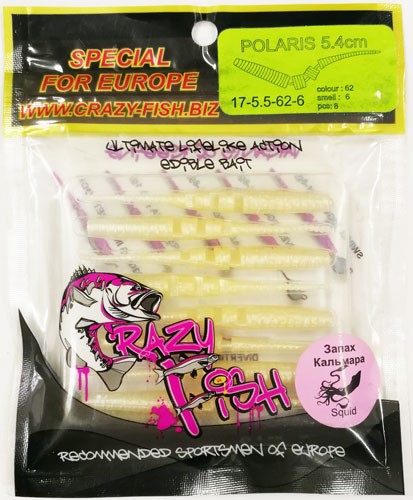 SPECIAL
FOR EUROPE
www.CRAZY-FISH.BIZ
POLARIS 5.4cm
17-5.5-62-6
colour : 62
smell : 6
pcs: 8
ULTIMATE LIFELIKE ACTION
EDIBLE BAIT
CRAZY
FISH
Запах
Кальмара
Squid
RECOMMENDED SPORTSMEN OF EUROPE